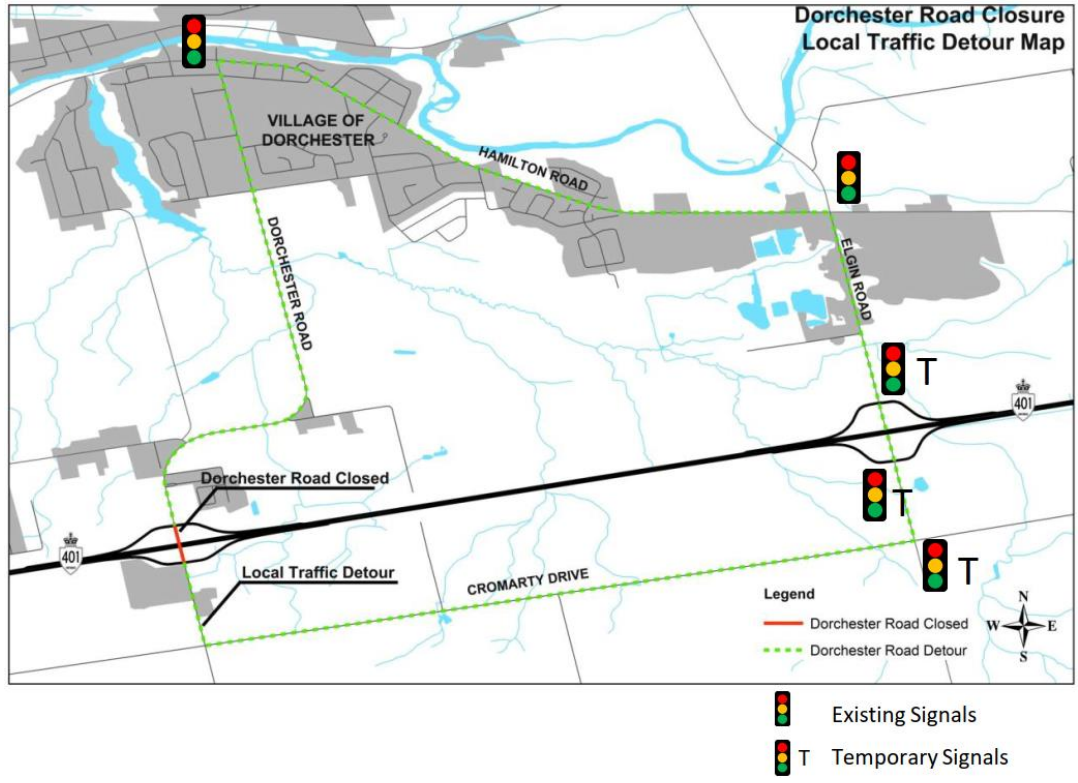 Dorchester Road Closure
Local Traffic Detour Map
VILLAGE OF
DORCHESTER
HAMILTON ROAD
DORCHESTER ROAD
ELGIN ROAD
T
401
Dorchester Road Closed
T
401
Local Traffic Detour
CROMARTY DRIVE
T
Legend
Dorchester Road Closed
Dorchester Road Detour
N
W E
S
Existing Signals
T Temporary Signals